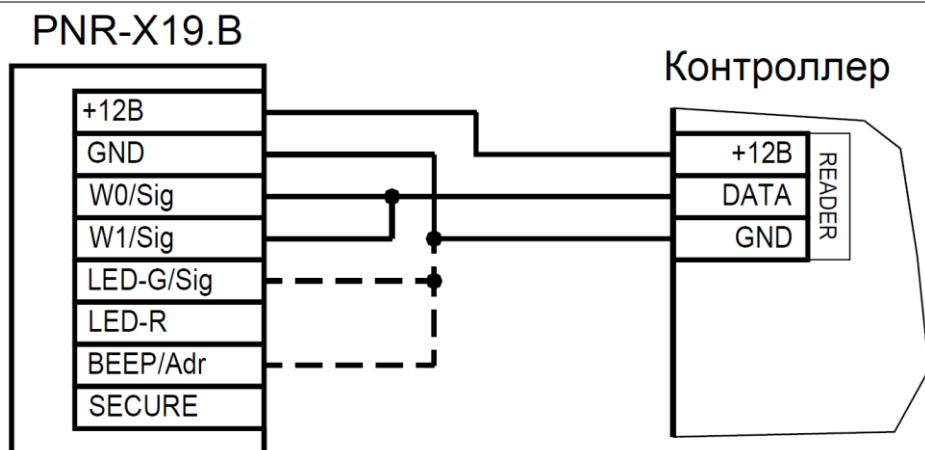 PNR-X19.B
Контроллер
+12В
GND
W0/Sig
W1/Sig
LED-G/Sig
LED-R
BEEP/Adr
SECURE
+12В
DATA
GND
READER